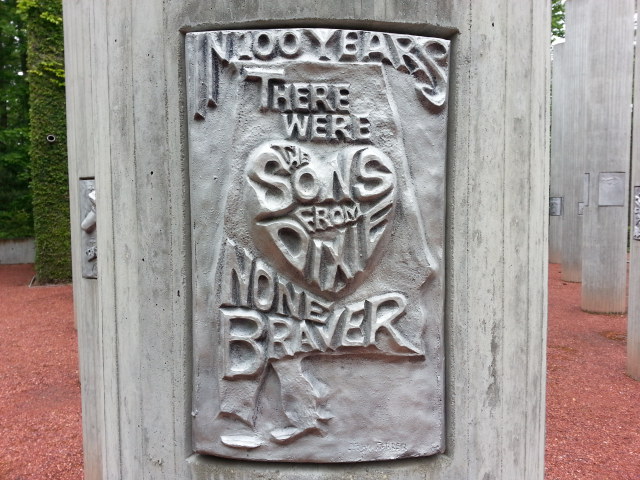 IN 100 YEARS
THERE
WERE
THE
SONS
FROM
DIXIE
NONE
BRAVER